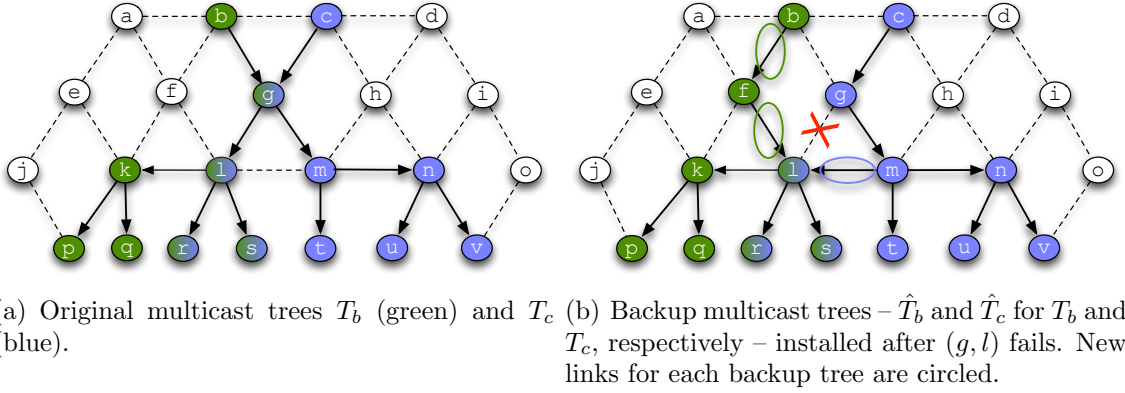 a b c d a b c d
e f g h i e f g h i
j k l m n o j k l m n o
p q r s t u v p q r s t u v
a) Original multicast trees T_b (green) and T_c
blue).
(b) Backup multicast trees – T̂_b and T̂_c for T_b and
T_c, respectively – installed after (g, l) fails. New
links for each backup tree are circled.